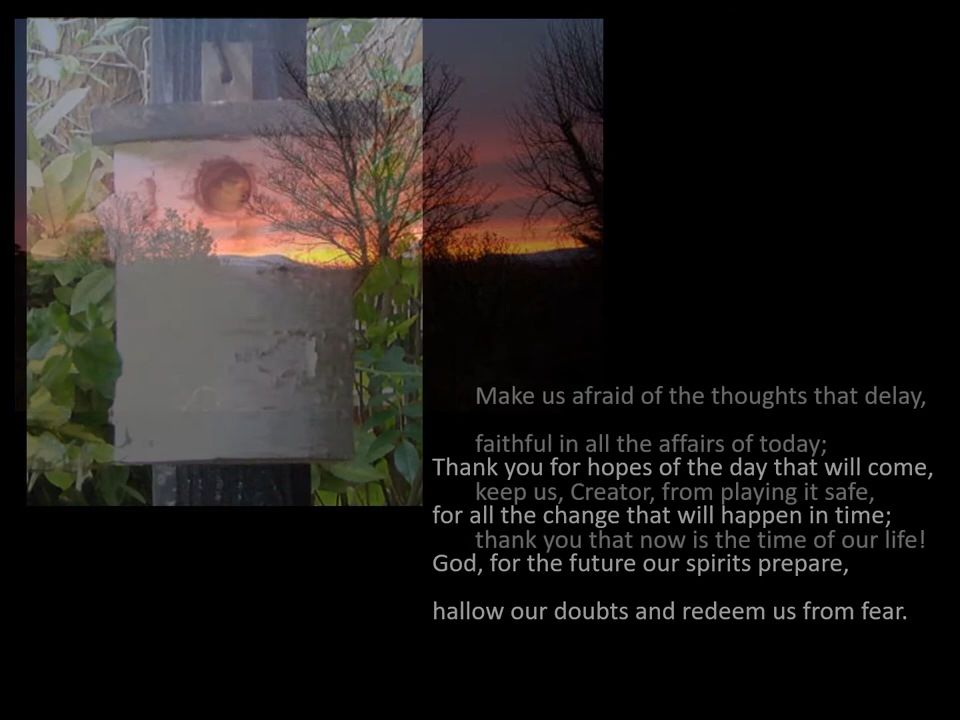 Make us afraid of the thoughts that delay,
faithful in all the affairs of today;
keep us, Creator, from playing it safe,
thank you that now is the time of our life!
Thank you for hopes of the day that will come,
for all the change that will happen in time;
God, for the future our spirits prepare,
hallow our doubts and redeem us from fear.